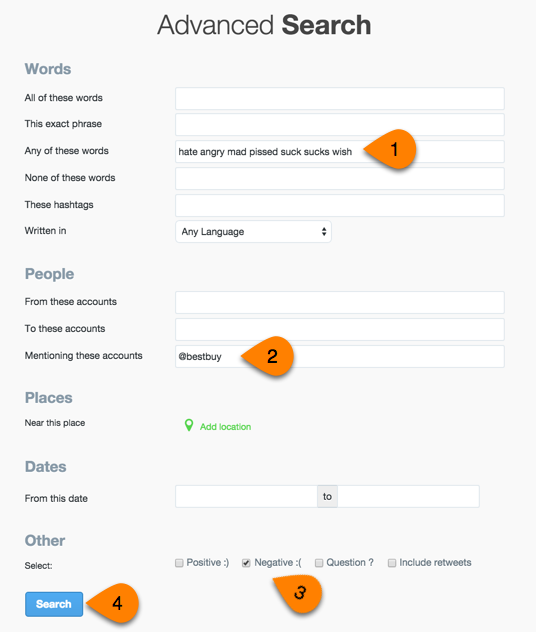 Advanced Search
Words
All of these words
This exact phrase
Any of these words hate angry mad pissed suck sucks wish 1
None of these words
These hashtags
Written in Any Language
People
From these accounts
To these accounts
Mentioning these accounts @bestbuy 2
Places
Near this place Add location
Dates
From this date to
Other
Select: Positive :) Negative :( Question ? Include retweets
3
Search 4